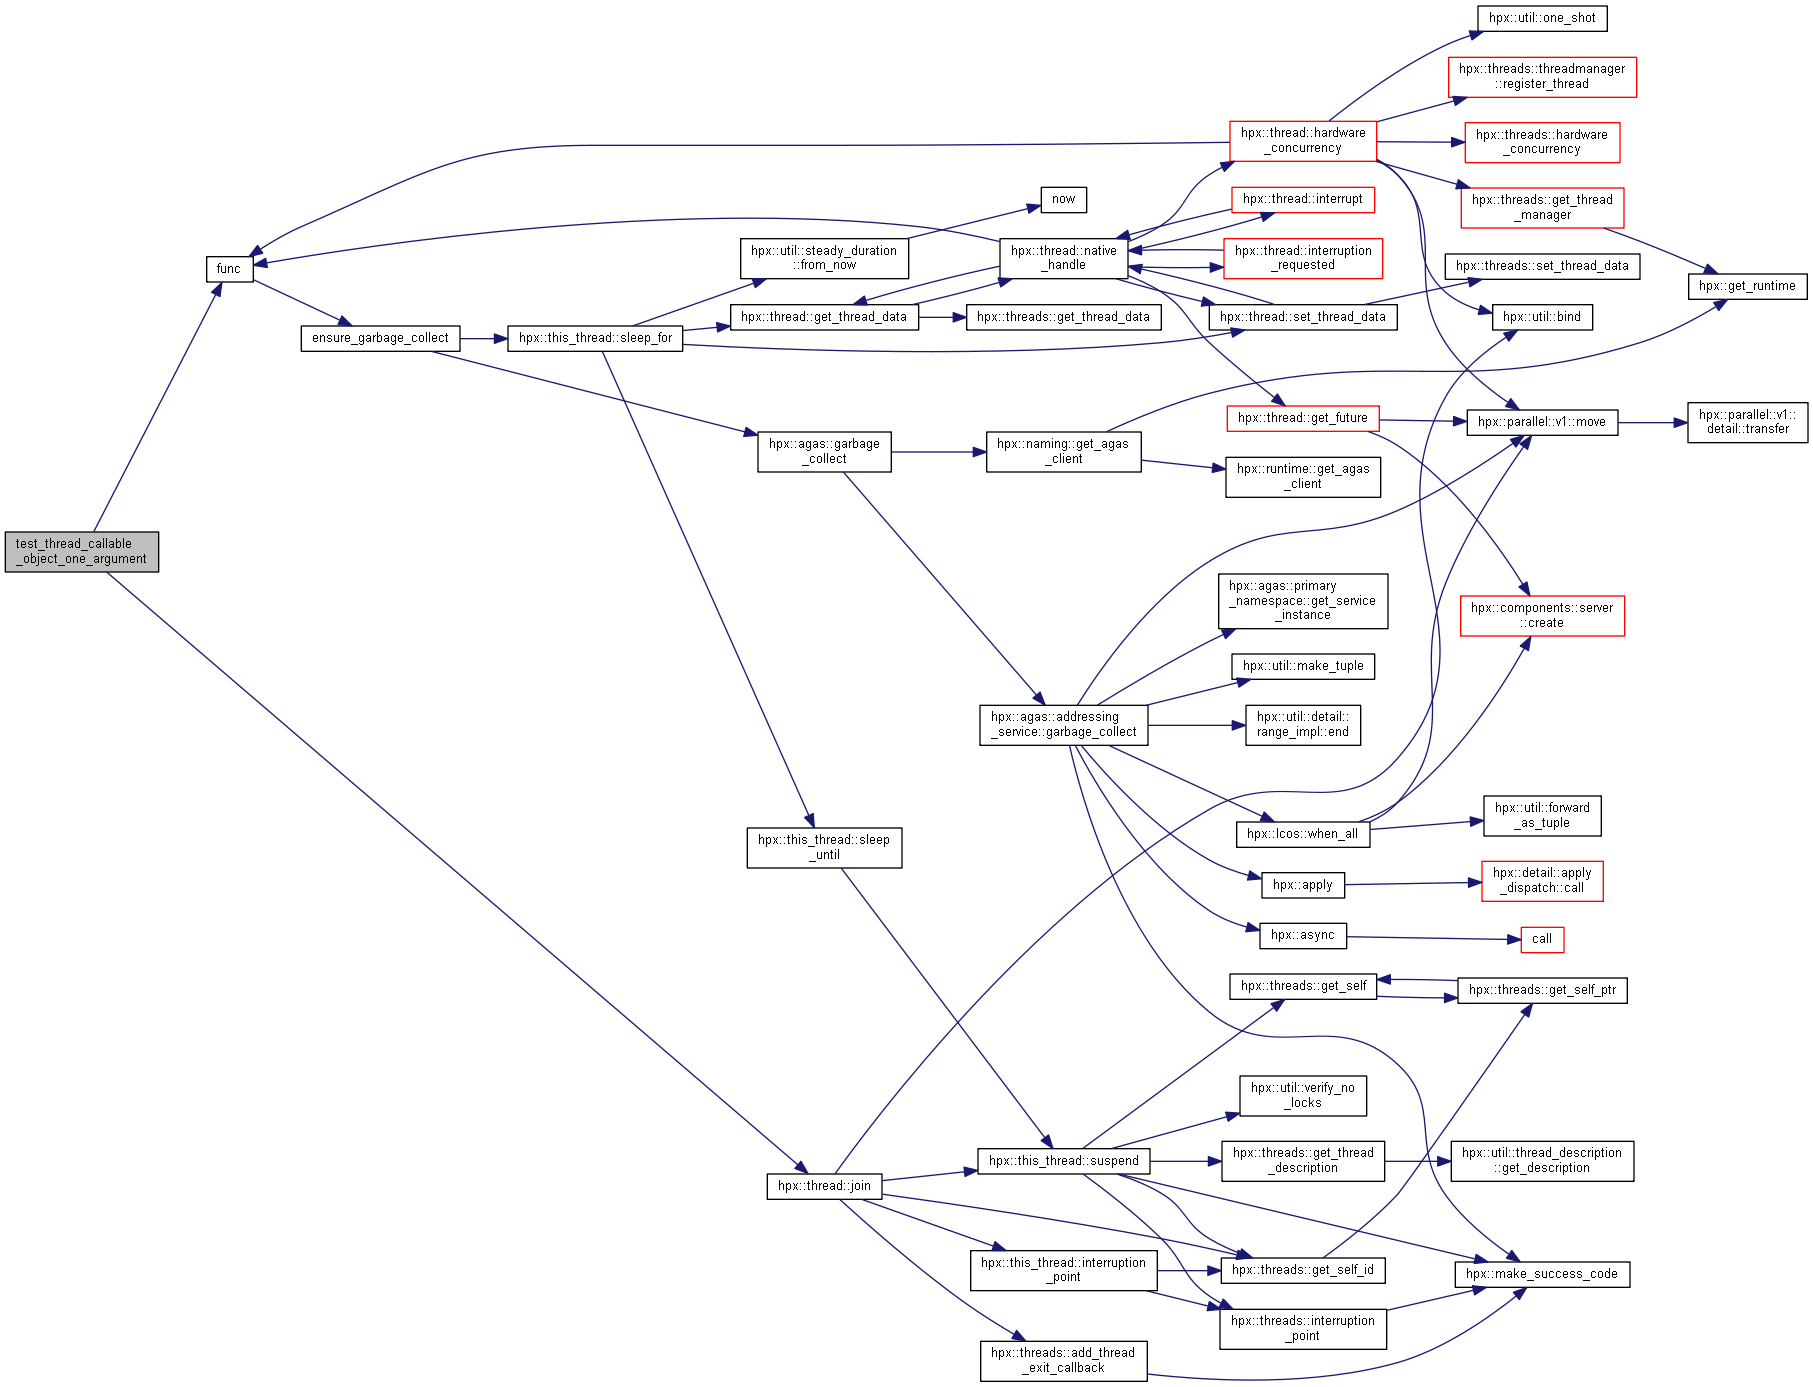 hpx::util::one_shot
hpx::threads::threadmanager
::register_thread
hpx::thread::hardware
_concurrency
hpx::threads::hardware
_concurrency
now
hpx::thread::interrupt
hpx::threads::get_thread
_manager
func
hpx::util::steady_duration
::from_now
hpx::thread::native
_handle
hpx::thread::interruption
_requested
hpx::threads::set_thread_data
hpx::get_runtime
ensure_garbage_collect
hpx::this_thread::sleep_for
hpx::thread::get_thread_data
hpx::threads::get_thread_data
hpx::thread::set_thread_data
hpx::util::bind
hpx::thread::get_future
hpx::parallel::v1::move
hpx::parallel::v1::
detail::transfer
hpx::agas::garbage
_collect
hpx::naming::get_agas
_client
hpx::runtime::get_agas
_client
test_thread_callable
_object_one_argument
hpx::agas::primary
_namespace::get_service
_instance
hpx::components::server
::create
hpx::util::make_tuple
hpx::agas::addressing
_service::garbage_collect
hpx::util::detail::
range_impl::end
hpx::this_thread::sleep
_until
hpx::lcos::when_all
hpx::util::forward
_as_tuple
hpx::apply
hpx::detail::apply
_dispatch::call
hpx::async
call
hpx::threads::get_self
hpx::threads::get_self_ptr
hpx::util::verify_no
_locks
hpx::thread::join
hpx::this_thread::suspend
hpx::threads::get_thread
_description
hpx::util::thread_description
::get_description
hpx::this_thread::interruption
_point
hpx::threads::get_self_id
hpx::make_success_code
hpx::threads::interruption
_point
hpx::threads::add_thread
_exit_callback